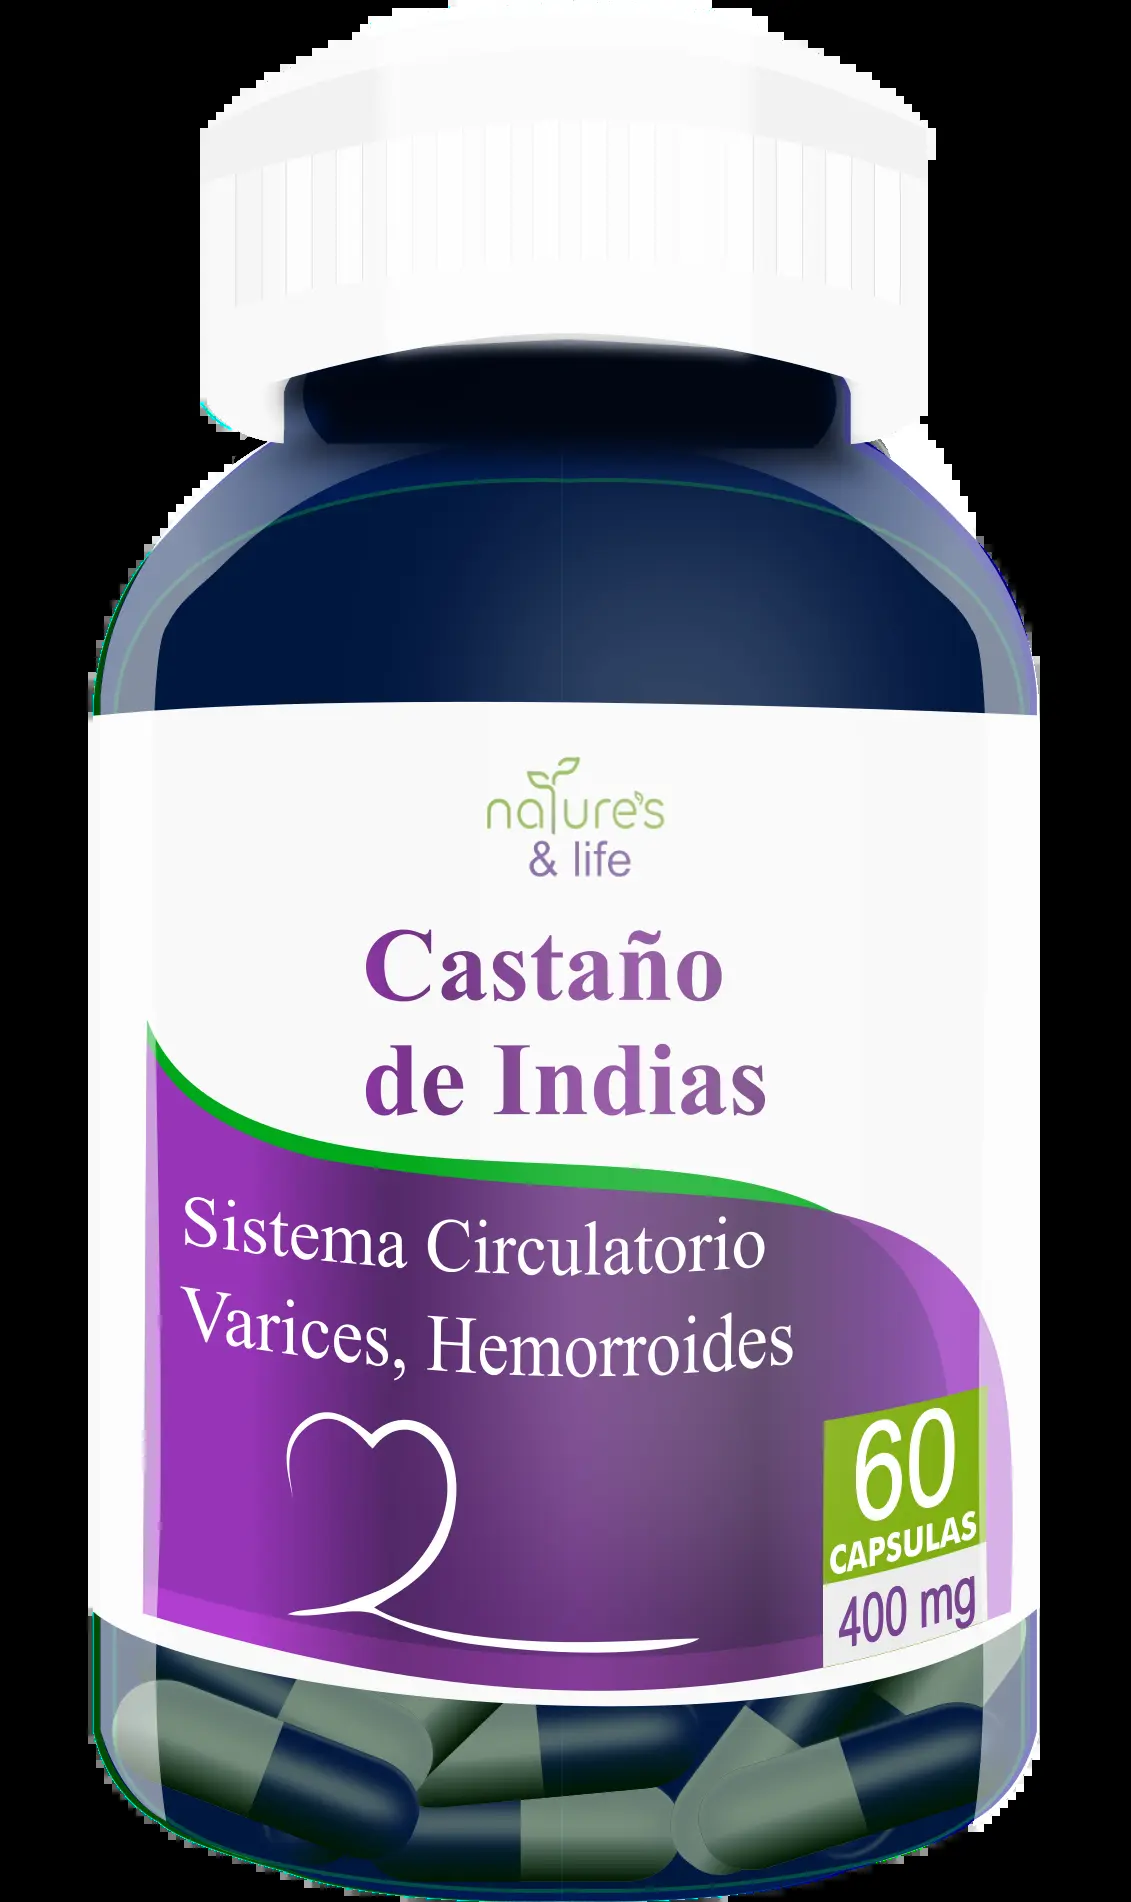 nature's
& life
Castaño
de Indias
Sistema Circulatorio
Varices, Hemorroides
60
CAPSULAS
400 mg